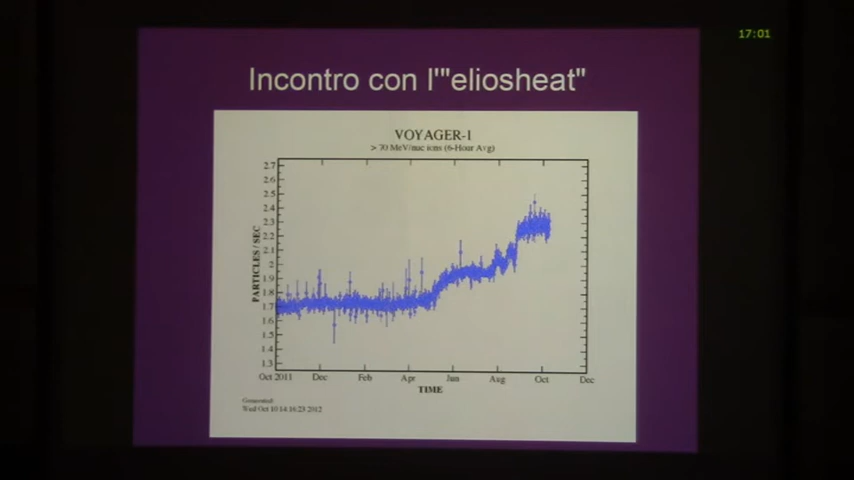 17:01
Incontro con l'"eliosheat"
VOYAGER-1
> 70 MeV/nuc ions (6-Hour Avg)
PARTICLES / SEC
2.7
2.6
2.5
2.4
2.3
2.2
2.1
2
1.9
1.8
1.7
1.6
1.5
1.4
1.3
Oct 2011 Dec Feb Apr Jun Aug Oct Dec
TIME
Generated:
Wed Oct 10 14:16:23 2012